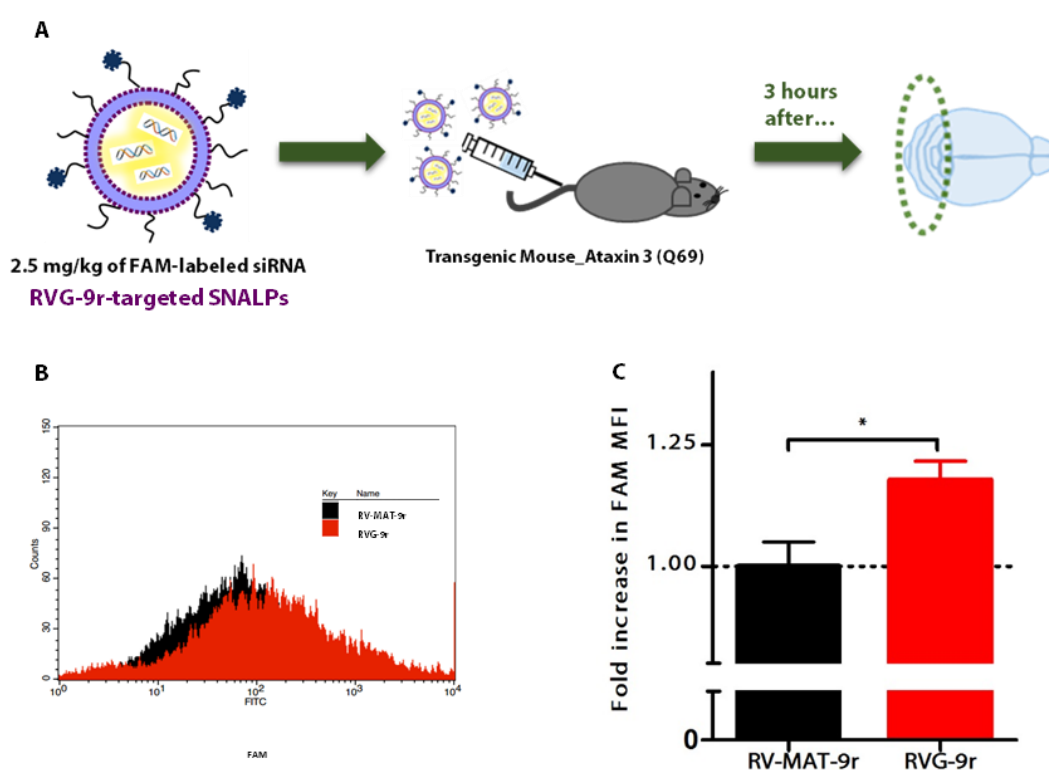 A
3 hours
after...
2.5 mg/kg of FAM-labeled siRNA
RVG-9r-targeted SNALPs
Transgenic Mouse_Ataxin 3 (Q69)
B
150
120
90
60
30
0
Counts
Key Name
RV-MAT-9r
RVG-9r
10⁰ 10¹ 10² 10³ 10⁴
FITC
FAM
C
Fold increase in FAM MFI
*
1.25
1.00
0
RV-MAT-9r RVG-9r